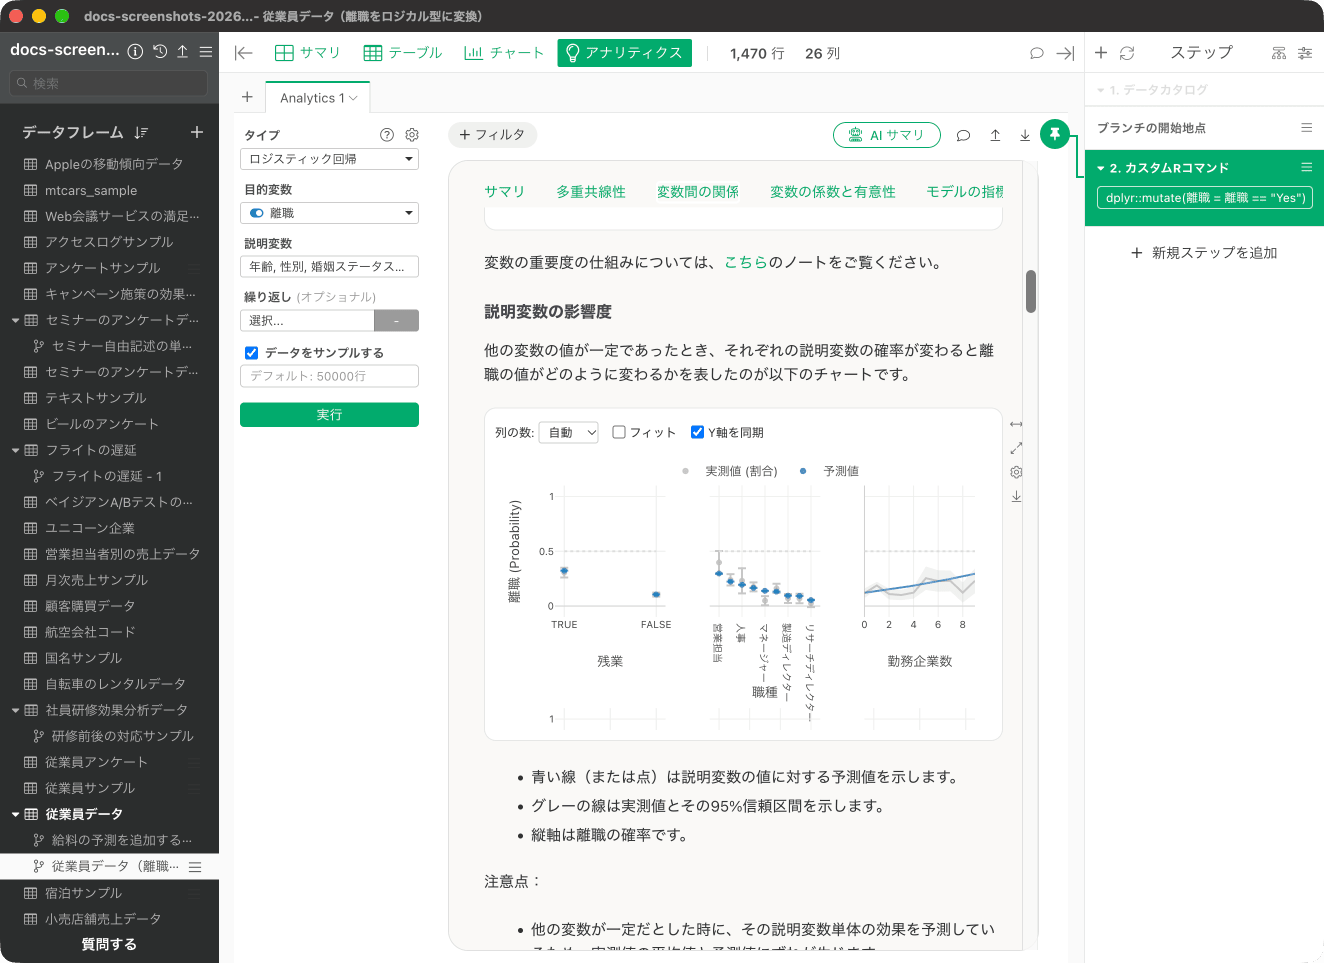 docs-screenshots-2026...- 従業員データ（離職をロジカル型に変換）
docs-screen...
検索
データフレーム
Appleの移動傾向データ
mtcars_sample
Web会議サービスの満足…
アクセスログサンプル
アンケートサンプル
キャンペーン施策の効果…
セミナーのアンケートデ…
セミナー自由記述の単…
セミナーのアンケートデ…
テキストサンプル
ビールのアンケート
フライトの遅延
フライトの遅延 - 1
ベイジアンA/Bテストの…
ユニコーン企業
営業担当者別の売上データ
月次売上サンプル
顧客購買データ
航空会社コード
国名サンプル
自転車のレンタルデータ
社員研修効果分析データ
研修前後の対応サンプル
従業員アンケート
従業員サンプル
従業員データ
給料の予測を追加する…
従業員データ（離職…
宿泊サンプル
小売店舗売上データ
質問する
サマリ
テーブル
チャート
アナリティクス
1,470 行
26 列
Analytics 1
タイプ
ロジスティック回帰
目的変数
離職
説明変数
年齢, 性別, 婚姻ステータス...
繰り返し (オプショナル)
選択...
-
データをサンプルする
デフォルト: 50000行
実行
+ フィルタ
AI サマリ
サマリ
多重共線性
変数間の関係
変数の係数と有意性
モデルの指標
変数の重要度の仕組みについては、こちらのノートをご覧ください。
説明変数の影響度
他の変数の値が一定であったとき、それぞれの説明変数の確率が変わると離
職の値がどのように変わるかを表したのが以下のチャートです。
列の数: 自動
フィット
Y軸を同期
実測値 (割合)
予測値
離職 (Probability)
1
0.5
0
TRUE
FALSE
残業
営業担当
人事
マネージャー
製造ディレクター
リサーチディレクター
職種
0
2
4
6
8
勤務企業数
1
• 青い線（または点）は説明変数の値に対する予測値を示します。
• グレーの線は実測値とその95%信頼区間を示します。
• 縦軸は離職の確率です。
注意点：
• 他の変数が一定だとした時に、その説明変数単体の効果を予測してい
るため、実測値の平均値と予測値にずれが生じます。
ステップ
1. データカタログ
ブランチの開始地点
2. カスタムRコマンド
dplyr::mutate(離職 = 離職 == "Yes")
+ 新規ステップを追加